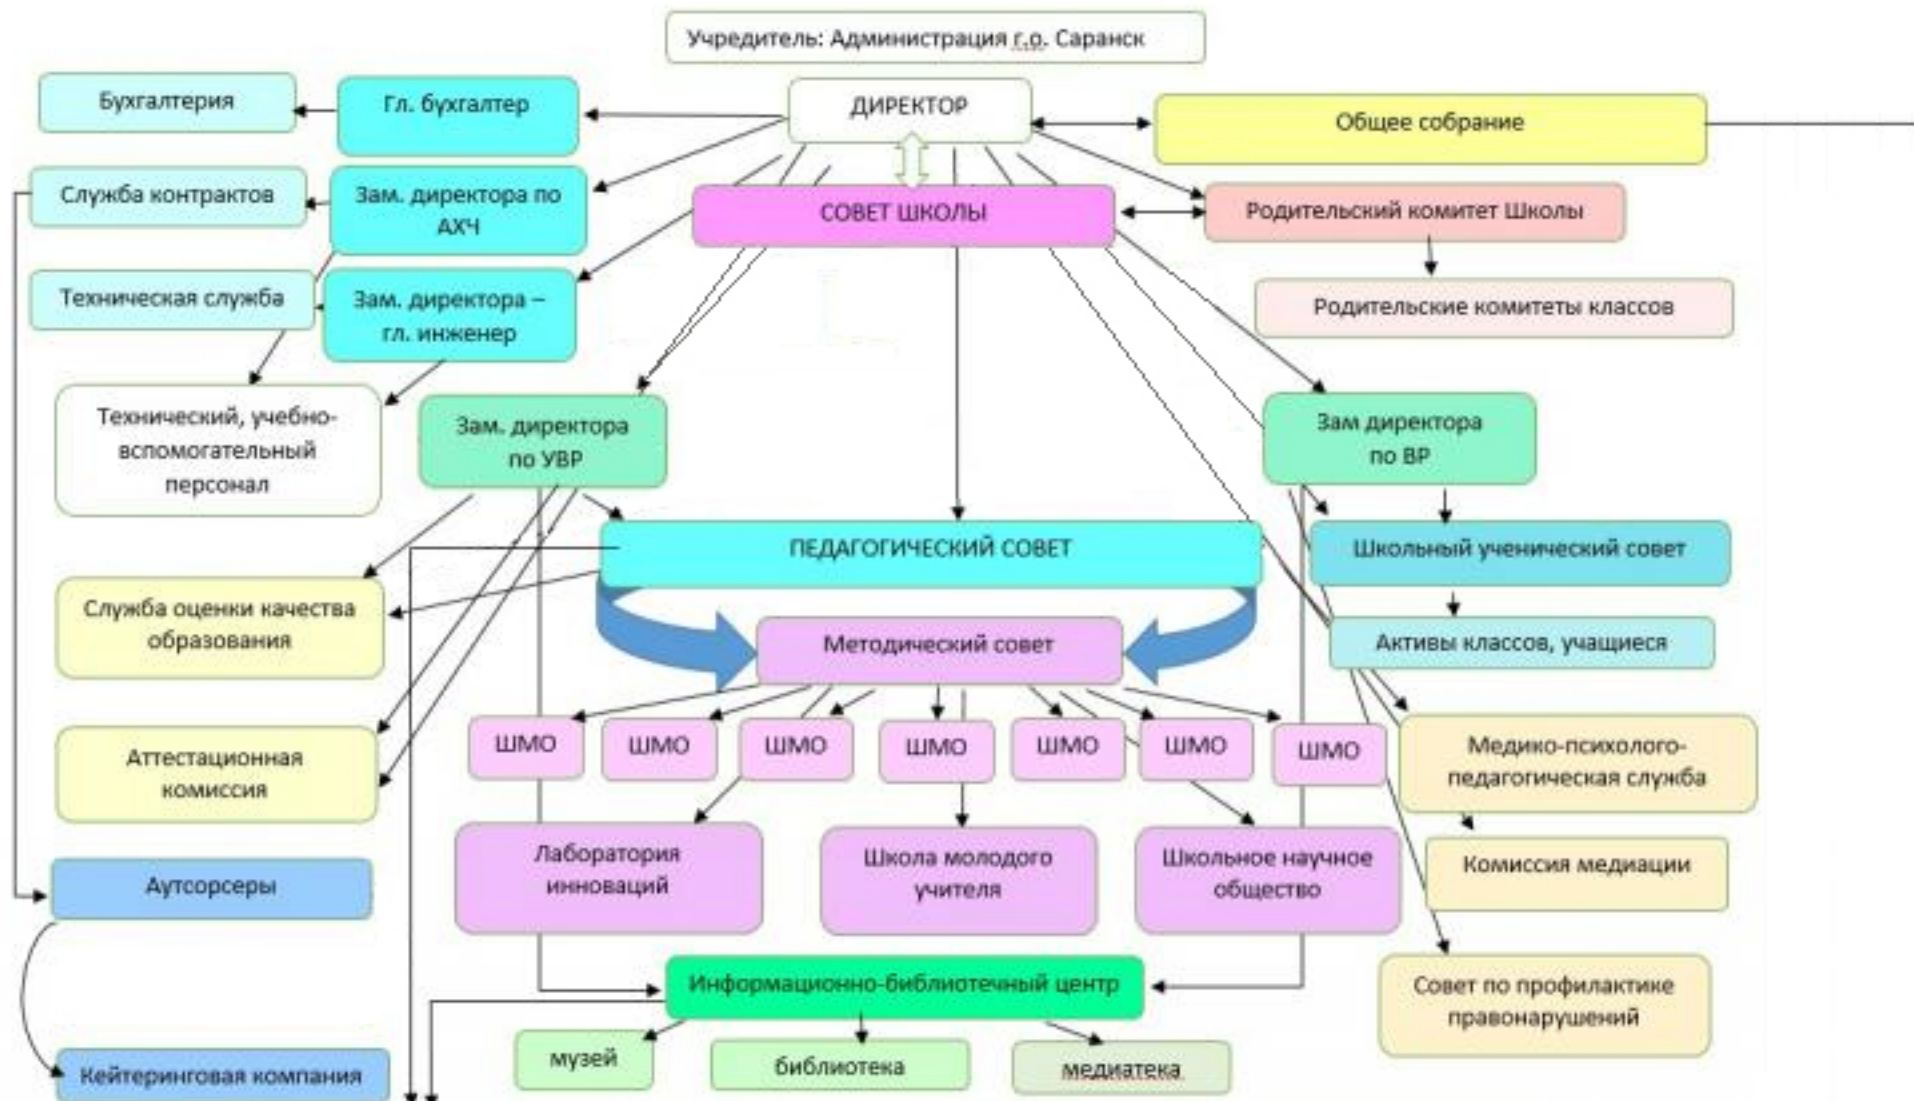 Учредитель: Администрация г.о. Саранск
Бухгалтерия
Гл. бухгалтер
ДИРЕКТОР
Общее собрание
Служба контрактов
Зам. директора по
АХЧ
СОВЕТ ШКОЛЫ
Родительский комитет Школы
Техническая служба
Зам. директора –
гл. инженер
Родительские комитеты классов
Технический, учебно-
вспомогательный
персонал
Зам. директора
по УВР
Зам директора
по ВР
ПЕДАГОГИЧЕСКИЙ СОВЕТ
Школьный ученический совет
Служба оценки качества
образования
Методический совет
Активы классов, учащиеся
Аттестационная
комиссия
ШМО
ШМО
ШМО
ШМО
ШМО
ШМО
ШМО
Медико-психолого-
педагогическая служба
Лаборатория
инноваций
Школа молодого
учителя
Школьное научное
общество
Комиссия медиации
Аутсорсеры
Информационно-библиотечный центр
Совет по профилактике
правонарушений
музей
библиотека
медиатека
Кейтеринговая компания